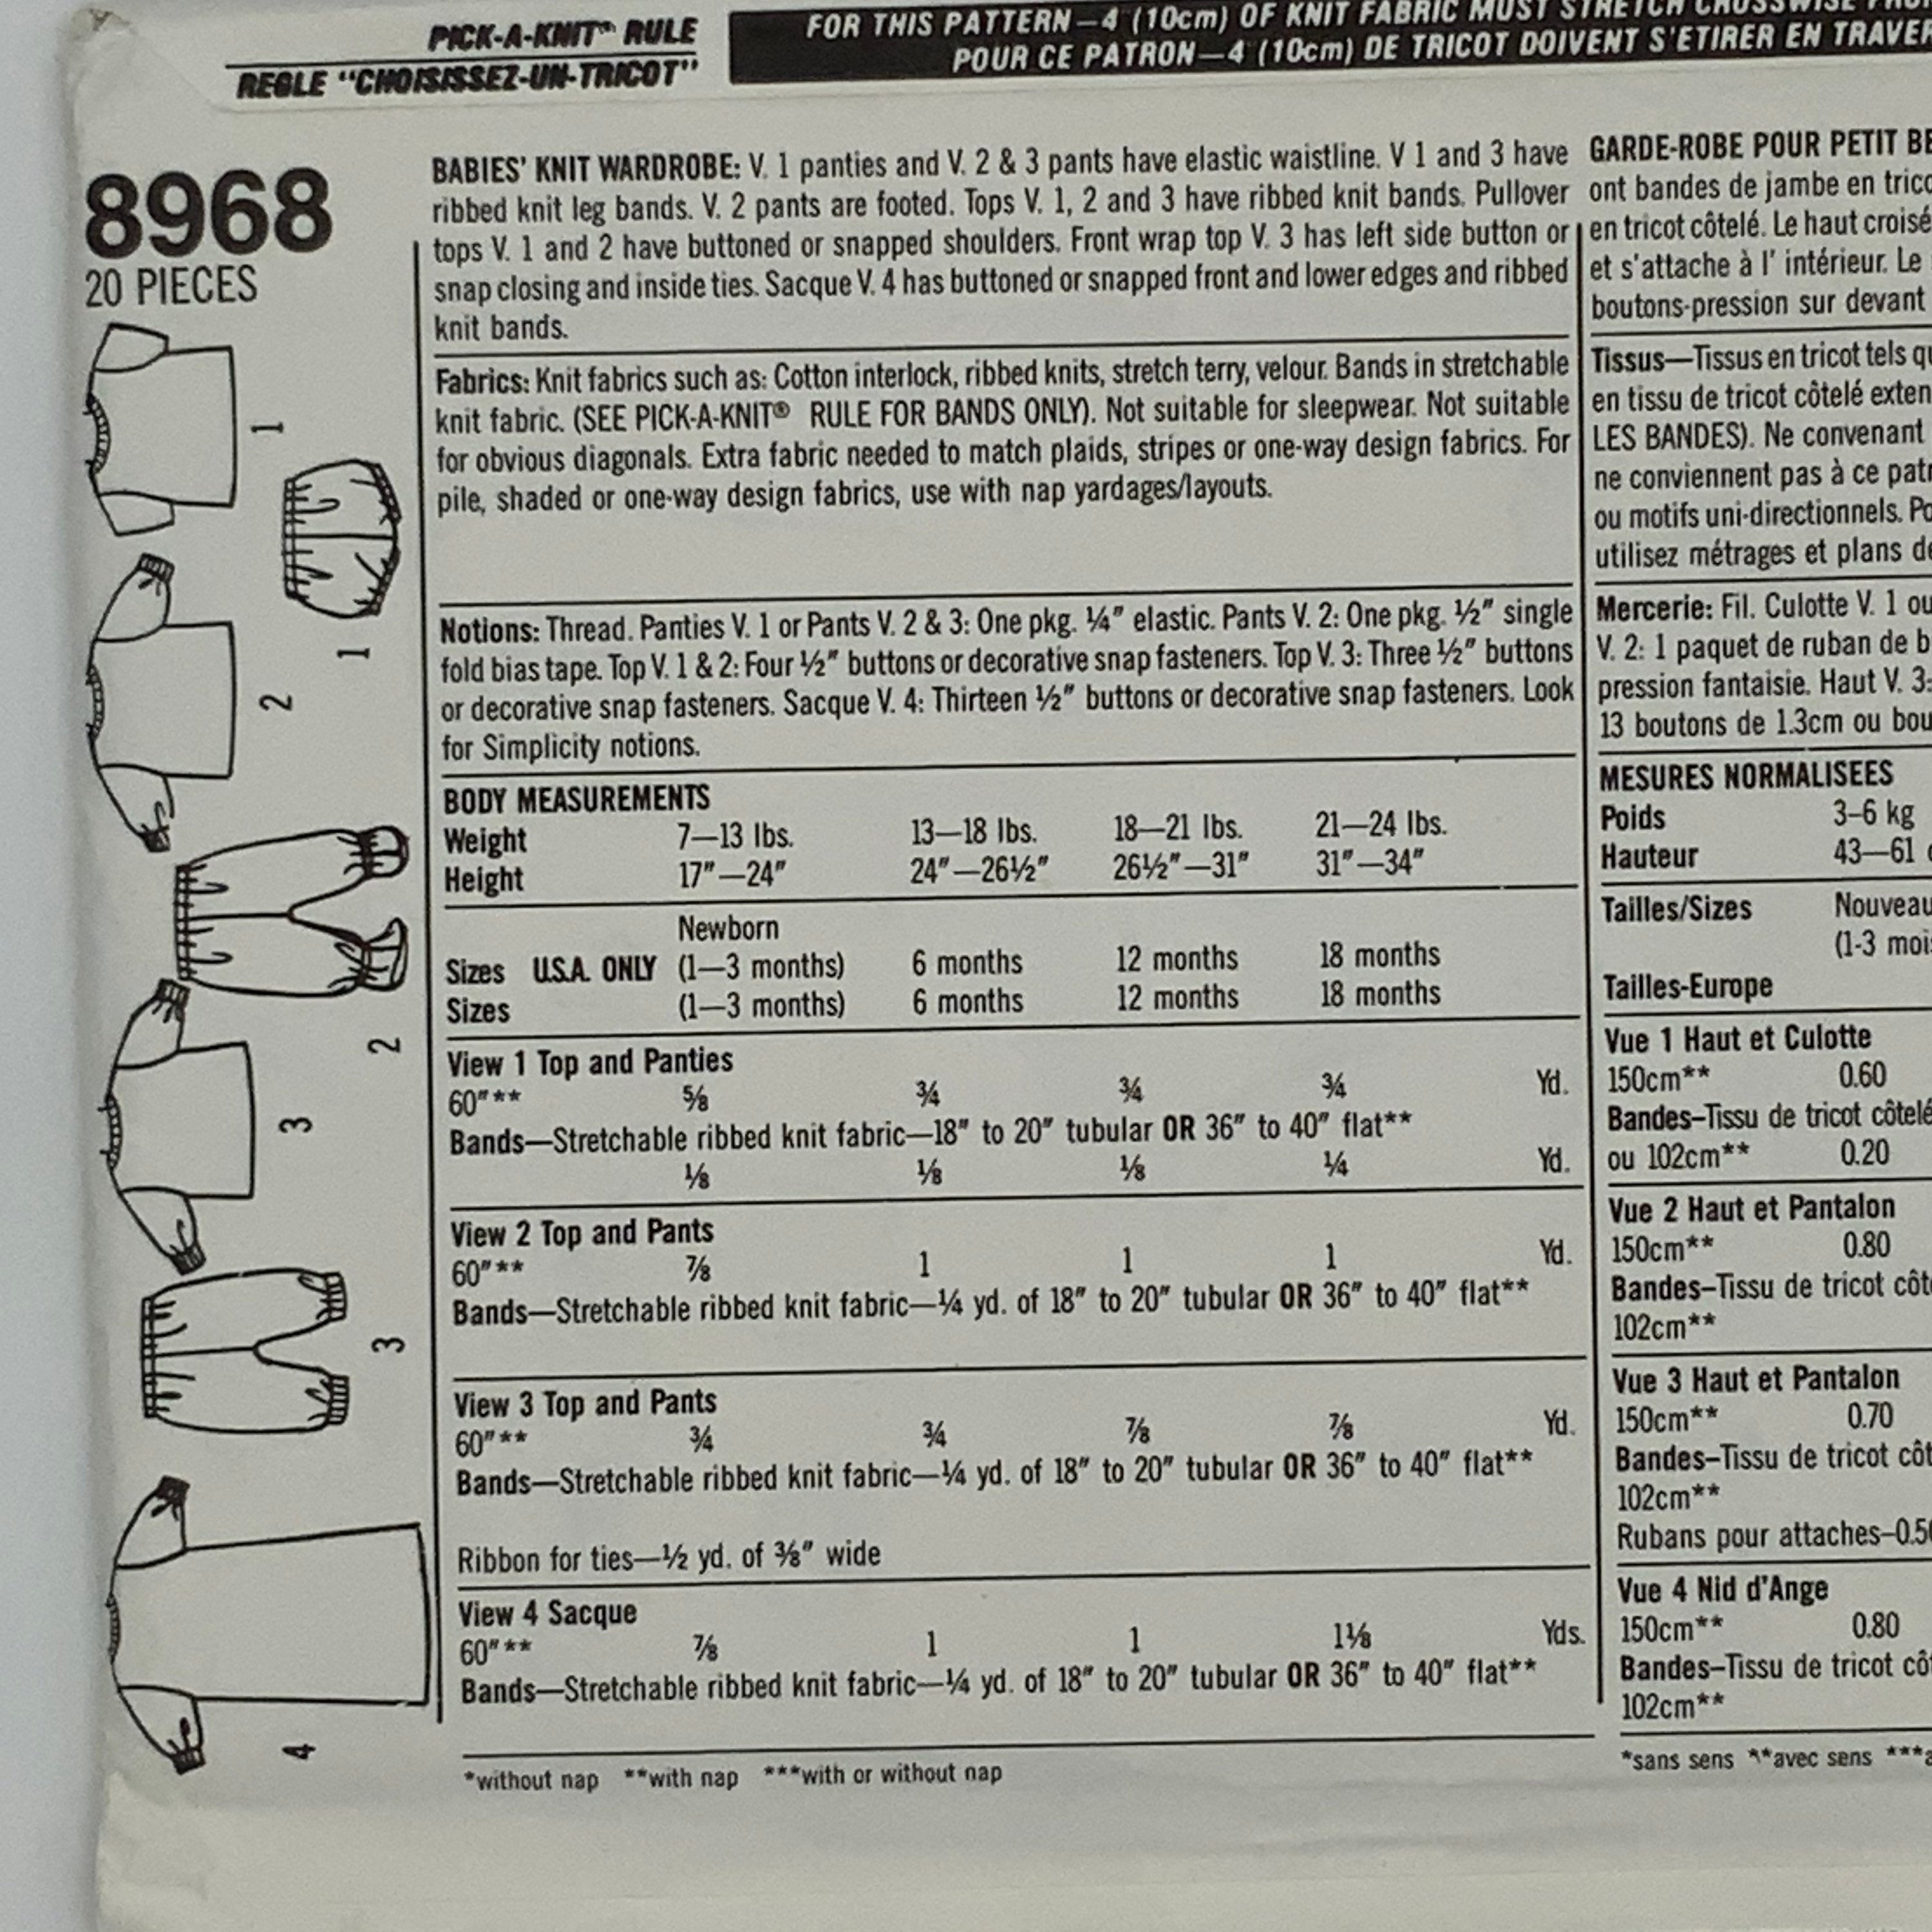 PICK-A-KNIT® RULE
REGLE "CHOISISSEZ-UN-TRICOT"
FOR THIS PATTERN—4" (10cm) OF KNIT FABRIC MUST STRETCH CROSSWISE
POUR CE PATRON—4" (10cm) DE TRICOT DOIVENT S'ETIRER EN
8968
20 PIECES
1
1
2
2
3
3
4
BABIES' KNIT WARDROBE: V. 1 panties and V. 2 & 3 pants have elastic waistline. V 1 and 3 have
ribbed knit leg bands. V. 2 pants are footed. Tops V. 1, 2 and 3 have ribbed knit bands. Pullover
tops V. 1 and 2 have buttoned or snapped shoulders. Front wrap top V. 3 has left side button or
snap closing and inside ties. Sacque V. 4 has buttoned or snapped front and lower edges and ribbed
knit bands.
Fabrics: Knit fabrics such as: Cotton interlock, ribbed knits, stretch terry, velour. Bands in stretchable
knit fabric. (SEE PICK-A-KNIT® RULE FOR BANDS ONLY). Not suitable for sleepwear. Not suitable
for obvious diagonals. Extra fabric needed to match plaids, stripes or one-way design fabrics. For
pile, shaded or one-way design fabrics, use with nap yardages/layouts.
Notions: Thread. Panties V. 1 or Pants V. 2 & 3: One pkg. ¼" elastic. Pants V. 2: One pkg. ½" single
fold bias tape. Top V. 1 & 2: Four ½" buttons or decorative snap fasteners. Top V. 3: Three ½" buttons
or decorative snap fasteners. Sacque V. 4: Thirteen ½" buttons or decorative snap fasteners. Look
for Simplicity notions.
BODY MEASUREMENTS
Weight 7—13 lbs. 13—18 lbs. 18—21 lbs. 21—24 lbs.
Height 17"—24" 24"—26½" 26½"—31" 31"—34"
Newborn
Sizes U.S.A. ONLY (1—3 months) 6 months 12 months 18 months
Sizes (1—3 months) 6 months 12 months 18 months
View 1 Top and Panties
60"** ⅝ ¾ ¾ ¾ Yd.
Bands—Stretchable ribbed knit fabric—18" to 20" tubular OR 36" to 40" flat**
⅛ ⅛ ⅛ ¼ Yd.
View 2 Top and Pants
60"** ⅞ 1 1 1 Yd.
Bands—Stretchable ribbed knit fabric—¼ yd. of 18" to 20" tubular OR 36" to 40" flat**
View 3 Top and Pants
60"** ¾ ¾ ⅞ ⅞ Yd.
Bands—Stretchable ribbed knit fabric—¼ yd. of 18" to 20" tubular OR 36" to 40" flat**
Ribbon for ties—½ yd. of ⅜" wide
View 4 Sacque
60"** ⅞ 1 1 1⅛ Yds.
Bands—Stretchable ribbed knit fabric—¼ yd. of 18" to 20" tubular OR 36" to 40" flat**
*without nap **with nap ***with or without nap
GARDE-ROBE POUR PETIT
ont bandes de jambe en
en tricot côtelé. Le haut croisé
et s'attache à l' intérieur. Le
boutons-pression sur devant
Tissus—Tissus en tricot tels
en tissu de tricot côtelé
LES BANDES). Ne convenant
ne conviennent pas à ce
ou motifs uni-directionnels.
utilisez métrages et plans
Mercerie: Fil. Culotte V. 1 ou
V. 2: 1 paquet de ruban de
pression fantaisie. Haut V. 3:
13 boutons de 1.3cm ou
MESURES NORMALISEES
Poids 3–6 kg
Hauteur 43—61
Tailles/Sizes
(1-3
Tailles-Europe
Vue 1 Haut et Culotte
150cm** 0.60
Bandes–Tissu de tricot côtelé
ou 102cm** 0.20
Vue 2 Haut et Pantalon
150cm** 0.80
Bandes–Tissu de tricot
102cm**
Vue 3 Haut et Pantalon
150cm** 0.70
Bandes–Tissu de tricot
102cm**
Rubans pour attaches–
Vue 4 Nid d'Ange
150cm** 0.80
Bandes–Tissu de tricot
102cm**
*sans sens **avec sens ***